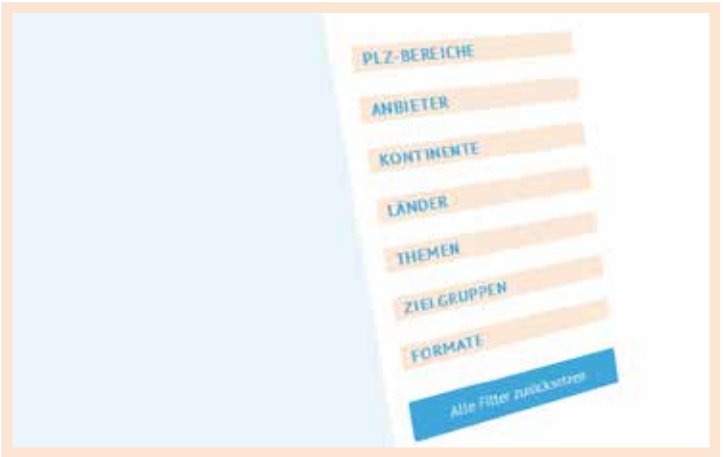 PLZ-BEREICHE
ANBIETER
KONTINENTE
LÄNDER
THEMEN
ZIELGRUPPEN
FORMATE
Alle Filter zurücksetzen